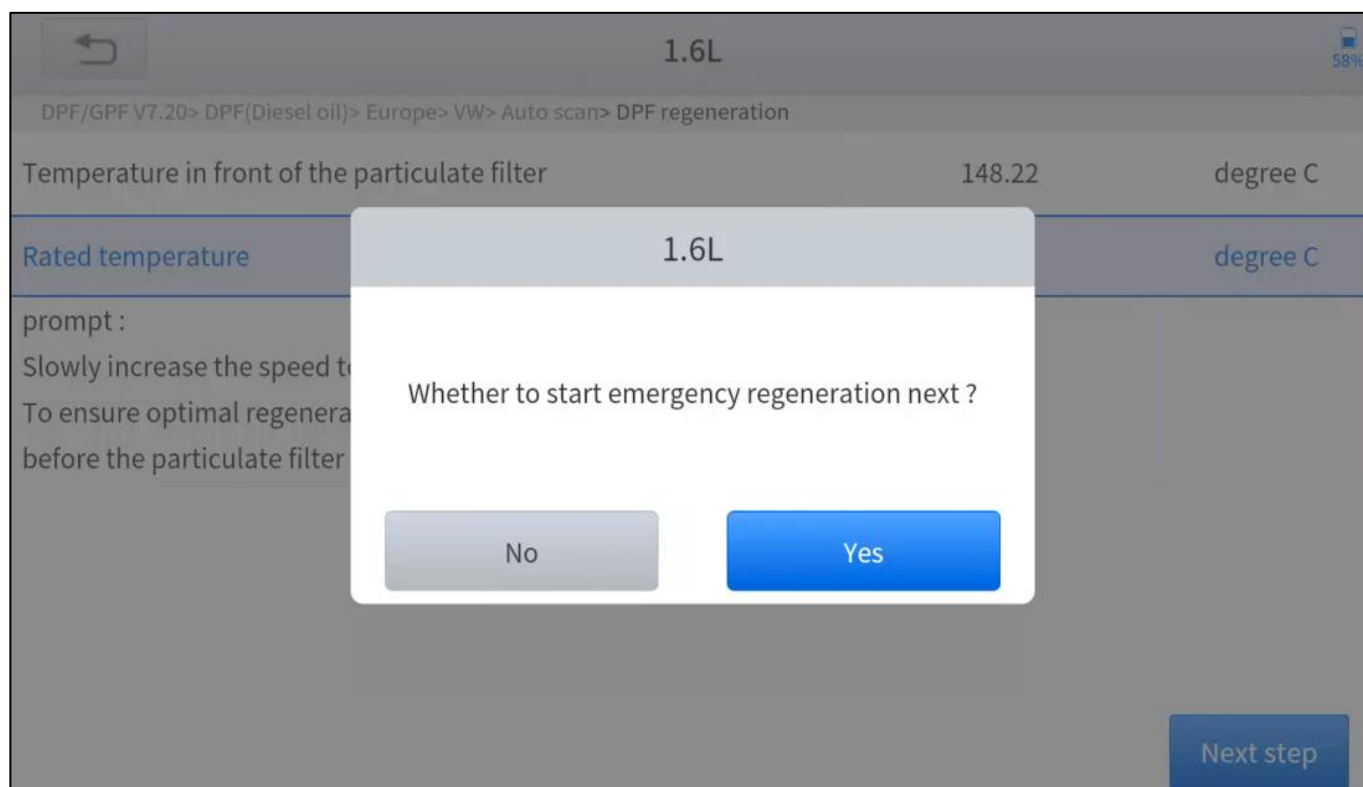 1.6L
58%
DPF/GPF V7.20> DPF(Diesel oil)> Europe> VW> Auto scan> DPF regeneration
Temperature in front of the particulate filter 148.22 degree C
Rated temperature degree C
1.6L
prompt :
Slowly increase the speed
To ensure optimal
before the particulate filter
Whether to start emergency regeneration next ?
No Yes
Next step